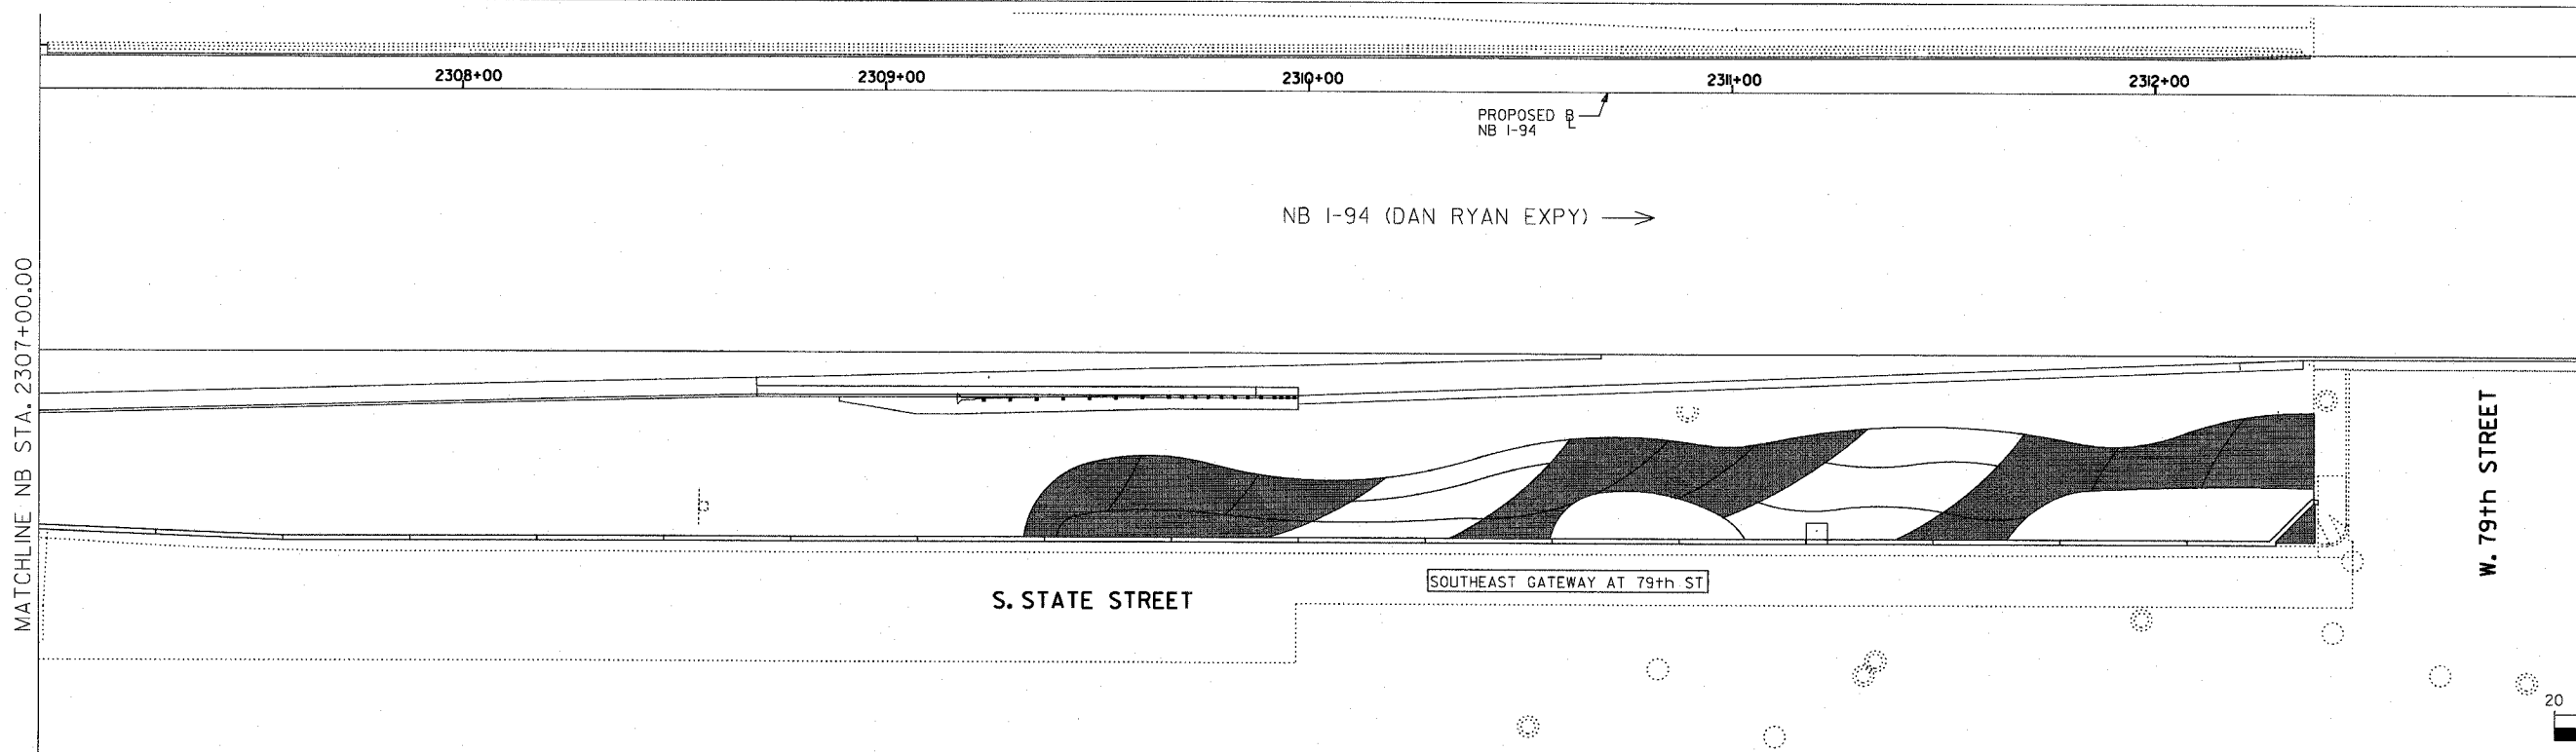 2308+00 2309+00 2310+00 2311+00 2312+00
PROPOSED BL
NB I-94
NB I-94 (DAN RYAN EXPY)
MATCHLINE NB STA. 2307+00.00
W. 79th STREET
SOUTHEAST GATEWAY AT 79th ST
S. STATE STREET
20